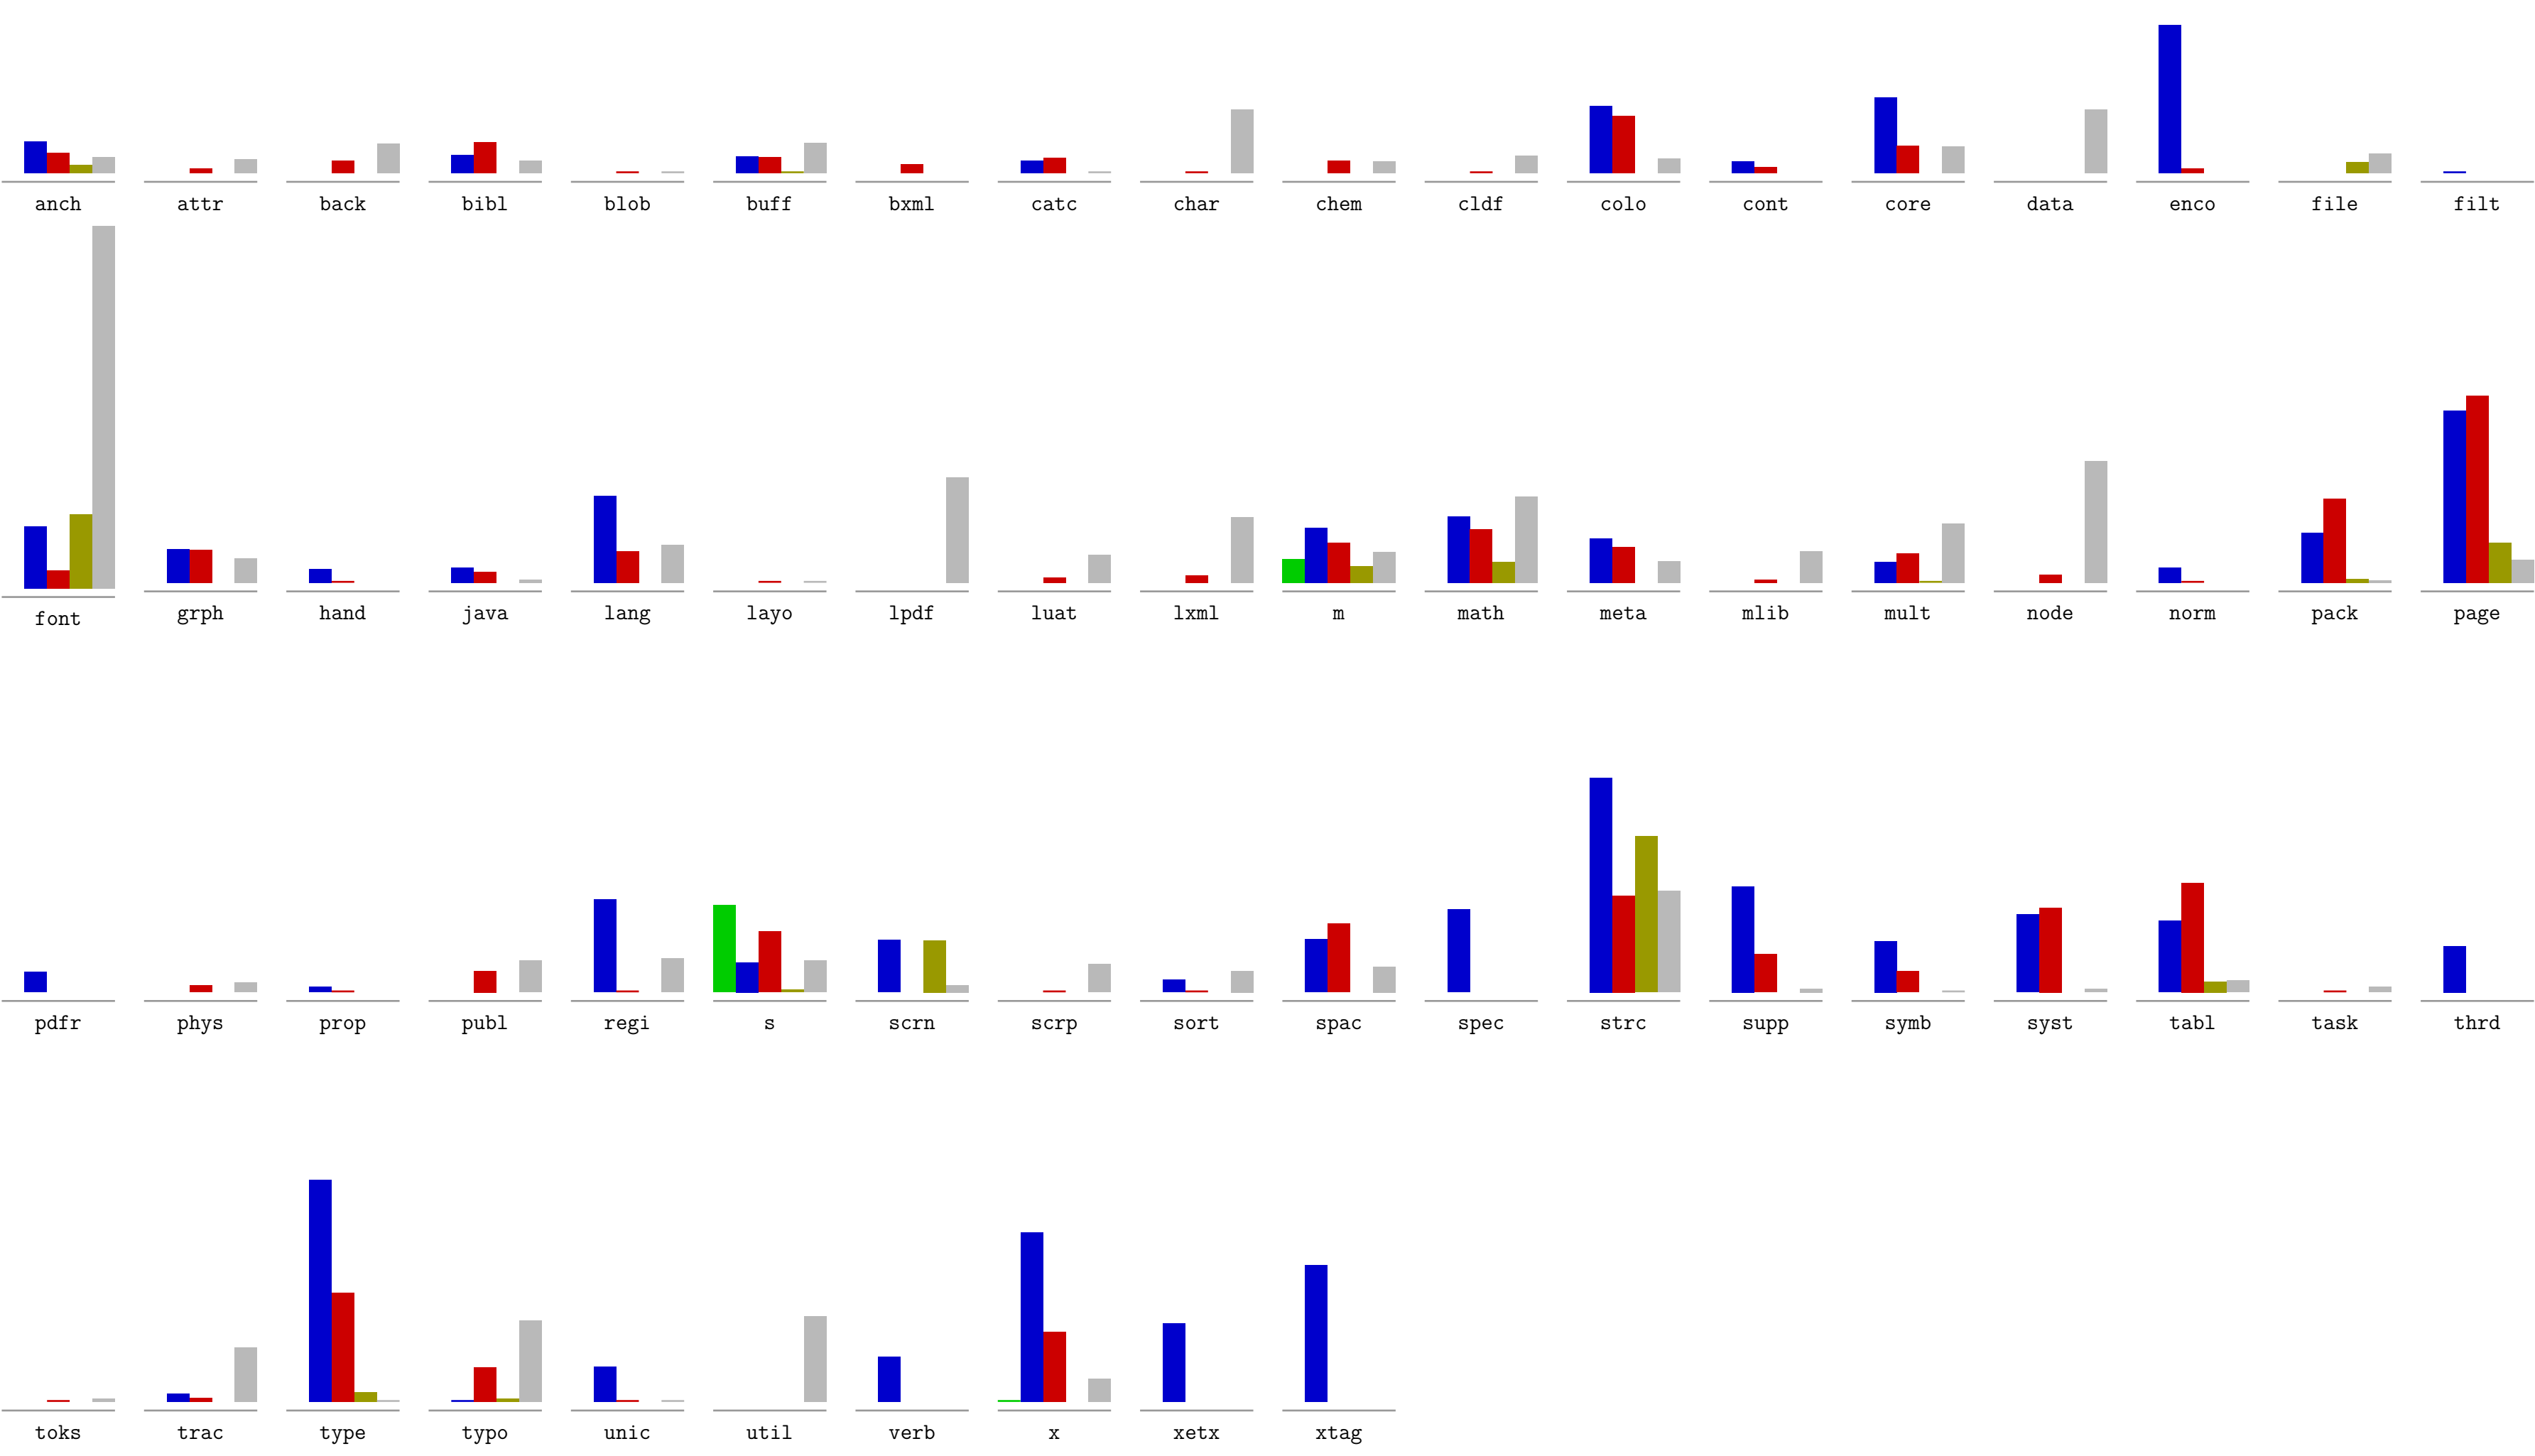 anch attr back bibl blob buff bxml catc char chem cldf colo cont core data enco file filt
font grph hand java lang layo lpdf luat lxml m math meta mlib mult node norm pack page
pdfr phys prop publ regi s scrn scrp sort spac spec strc supp symb syst tabl task thrd
toks trac type typo unic util verb x xetx xtag